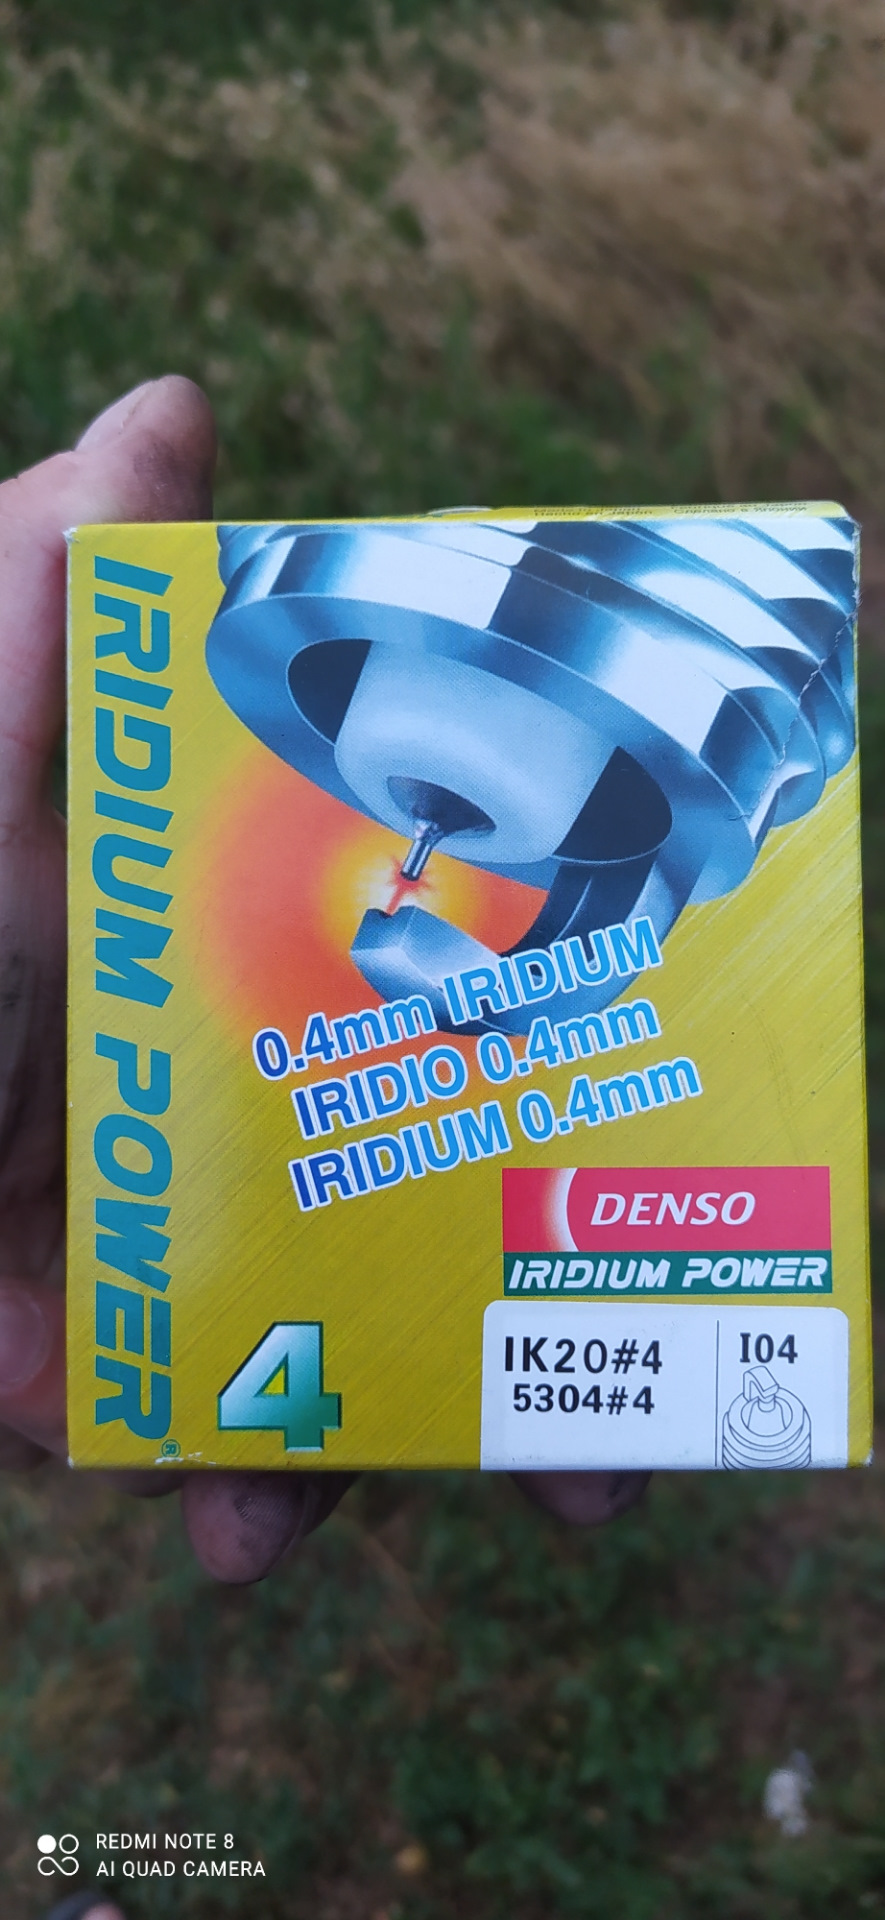 IRIDIUM POWER®
0.4mm IRIDIUM
IRIDIO 0.4mm
IRIDIUM 0.4mm
DENSO
IRIDIUM POWER
4
IK20#4
5304#4
I04
REDMI NOTE 8
AI QUAD CAMERA